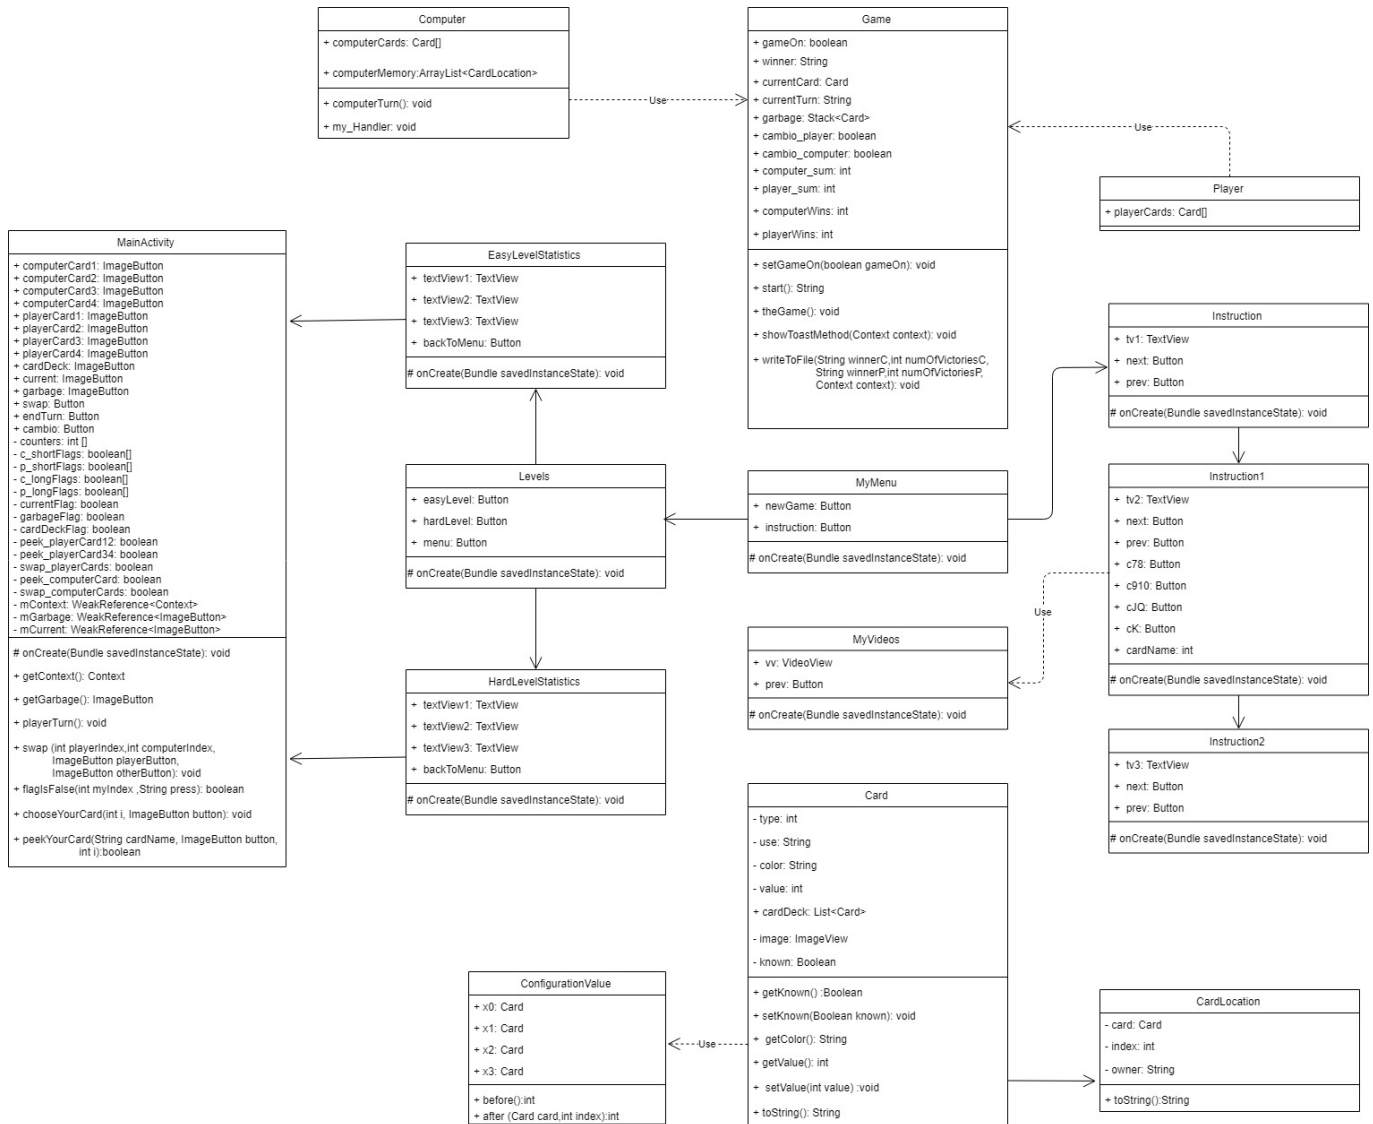 Computer
+ computerCards: Card[]
+ computerMemory:ArrayList<CardLocation>
+ computerTurn(): void
+ my_Handler: void
Use
Game
+ gameOn: boolean
+ winner: String
+ currentCard: Card
+ currentTurn: String
+ garbage: Stack<Card>
+ cambio_player: boolean
+ cambio_computer: boolean
+ computer_sum: int
+ player_sum: int
+ computerWins: int
+ playerWins: int
+ setGameOn(boolean gameOn): void
+ start(): String
+ theGame(): void
+ showToastMethod(Context context): void
+ writeToFile(String winnerC,int numOfVictoriesC,
String winnerP,int numOfVictoriesP,
Context context): void
Use
Player
+ playerCards: Card[]
MainActivity
+ computerCard1: ImageButton
+ computerCard2: ImageButton
+ computerCard3: ImageButton
+ computerCard4: ImageButton
+ playerCard1: ImageButton
+ playerCard2: ImageButton
+ playerCard3: ImageButton
+ playerCard4: ImageButton
+ cardDeck: ImageButton
+ current: ImageButton
+ garbage: ImageButton
+ swap: Button
+ endTurn: Button
+ cambio: Button
- counters: int []
- c_shortFlags: boolean[]
- p_shortFlags: boolean[]
- c_longFlags: boolean[]
- p_longFlags: boolean[]
- currentFlag: boolean
- garbageFlag: boolean
- cardDeckFlag: boolean
- peek_playerCard12: boolean
- peek_playerCard34: boolean
- swap_playerCards: boolean
- peek_computerCard: boolean
- swap_computerCards: boolean
- mContext: WeakReference<Context>
- mGarbage: WeakReference<ImageButton>
- mCurrent: WeakReference<ImageButton>
# onCreate(Bundle savedInstanceState): void
+ getContext(): Context
+ getGarbage(): ImageButton
+ playerTurn(): void
+ swap (int playerIndex,int computerIndex,
ImageButton playerButton,
ImageButton otherButton): void
+ flagIsFalse(int myIndex ,String press): boolean
+ chooseYourCard(int i, ImageButton button): void
+ peekYourCard(String cardName, ImageButton button,
int i):boolean
EasyLevelStatistics
+ textView1: TextView
+ textView2: TextView
+ textView3: TextView
+ backToMenu: Button
# onCreate(Bundle savedInstanceState): void
Levels
+ easyLevel: Button
+ hardLevel: Button
+ menu: Button
# onCreate(Bundle savedInstanceState): void
HardLevelStatistics
+ textView1: TextView
+ textView2: TextView
+ textView3: TextView
+ backToMenu: Button
# onCreate(Bundle savedInstanceState): void
MyMenu
+ newGame: Button
+ instruction: Button
# onCreate(Bundle savedInstanceState): void
MyVideos
+ vv: VideoView
+ prev: Button
# onCreate(Bundle savedInstanceState): void
Use
Instruction
+ tv1: TextView
+ next: Button
+ prev: Button
# onCreate(Bundle savedInstanceState): void
Instruction1
+ tv2: TextView
+ next: Button
+ prev: Button
+ c78: Button
+ c910: Button
+ cJQ: Button
+ cK: Button
+ cardName: int
# onCreate(Bundle savedInstanceState): void
Instruction2
+ tv3: TextView
+ next: Button
+ prev: Button
# onCreate(Bundle savedInstanceState): void
Card
- type: int
- use: String
- color: String
- value: int
+ cardDeck: List<Card>
- image: ImageView
- known: Boolean
+ getKnown() :Boolean
+ setKnown(Boolean known): void
+ getColor(): String
+ getValue(): int
+ setValue(int value) :void
+ toString(): String
Use
ConfigurationValue
+ x0: Card
+ x1: Card
+ x2: Card
+ x3: Card
+ before():int
+ after (Card card,int index):int
CardLocation
- card: Card
- index: int
- owner: String
+ toString():String